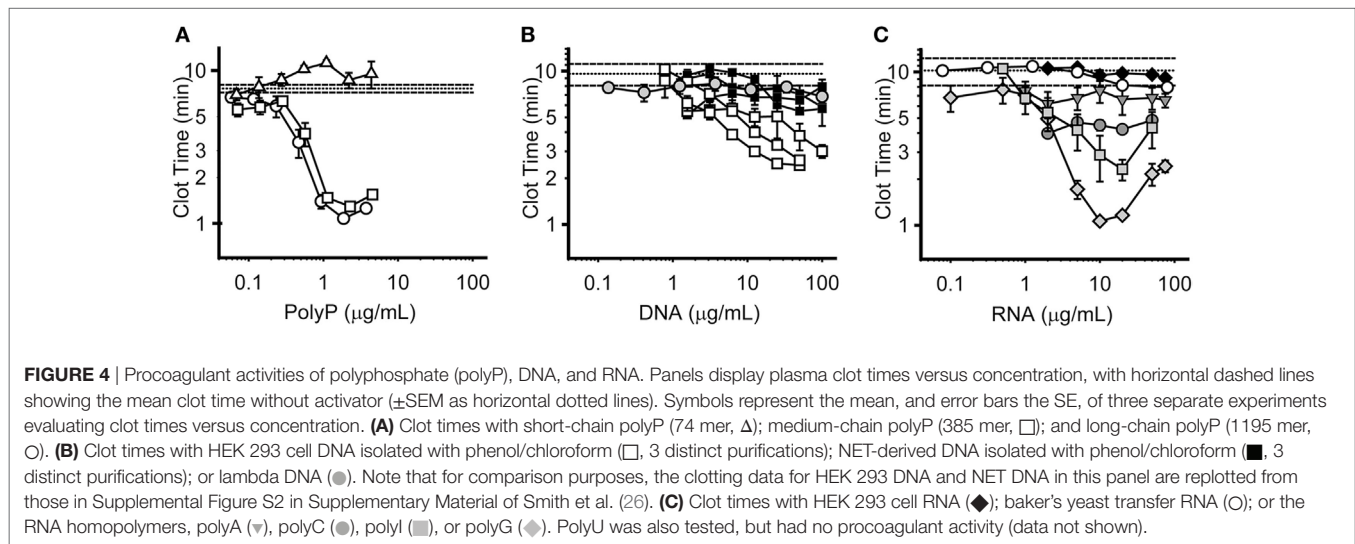 A
B
C
10
5
3
2
1
Clot Time (min)
0.1 1 10 100
PolyP (μg/mL)
10
5
3
2
1
Clot Time (min)
0.1 1 10 100
DNA (μg/mL)
10
5
3
2
1
Clot Time (min)
0.1 1 10 100
RNA (μg/mL)
FIGURE 4 | Procoagulant activities of polyphosphate (polyP), DNA, and RNA. Panels display plasma clot times versus concentration, with horizontal dashed lines
showing the mean clot time without activator (±SEM as horizontal dotted lines). Symbols represent the mean, and error bars the SE, of three separate experiments
evaluating clot times versus concentration. (A) Clot times with short-chain polyP (74 mer, Δ); medium-chain polyP (385 mer, □); and long-chain polyP (1195 mer,
○). (B) Clot times with HEK 293 cell DNA isolated with phenol/chloroform (□, 3 distinct purifications); NET-derived DNA isolated with phenol/chloroform (■, 3
distinct purifications); or lambda DNA (●). Note that for comparison purposes, the clotting data for HEK 293 DNA and NET DNA in this panel are replotted from
those in Supplemental Figure S2 in Supplementary Material of Smith et al. (26). (C) Clot times with HEK 293 cell RNA (◆); baker's yeast transfer RNA (○); or the
RNA homopolymers, polyA (▼), polyC (●), polyI (■), or polyG (◆). PolyU was also tested, but had no procoagulant activity (data not shown).